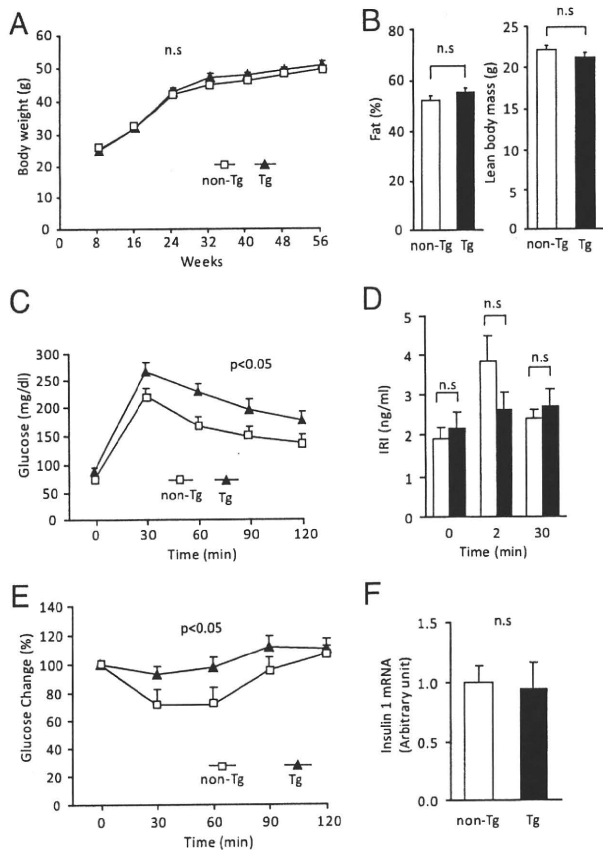 A
n.s
Body weight (g)
60
50
40
30
20
10
0
non-Tg Tg
0 8 16 24 32 40 48 56
Weeks
B
n.s
Fat (%)
80
60
40
20
0
non-Tg Tg
n.s
Lean body mass (g)
25
20
15
10
5
0
non-Tg Tg
C
p<0.05
Glucose (mg/dl)
300
250
200
150
100
50
0
non-Tg Tg
0 30 60 90 120
Time (min)
D
n.s
n.s
n.s
IRI (ng/ml)
5
4
3
2
1
0
0 2 30
Time (min)
E
p<0.05
Glucose Change (%)
140
120
100
80
60
40
20
0
non-Tg Tg
0 30 60 90 120
Time (min)
F
n.s
Insulin 1 mRNA
(Arbitrary unit)
1.5
1.0
0.5
0.0
non-Tg Tg